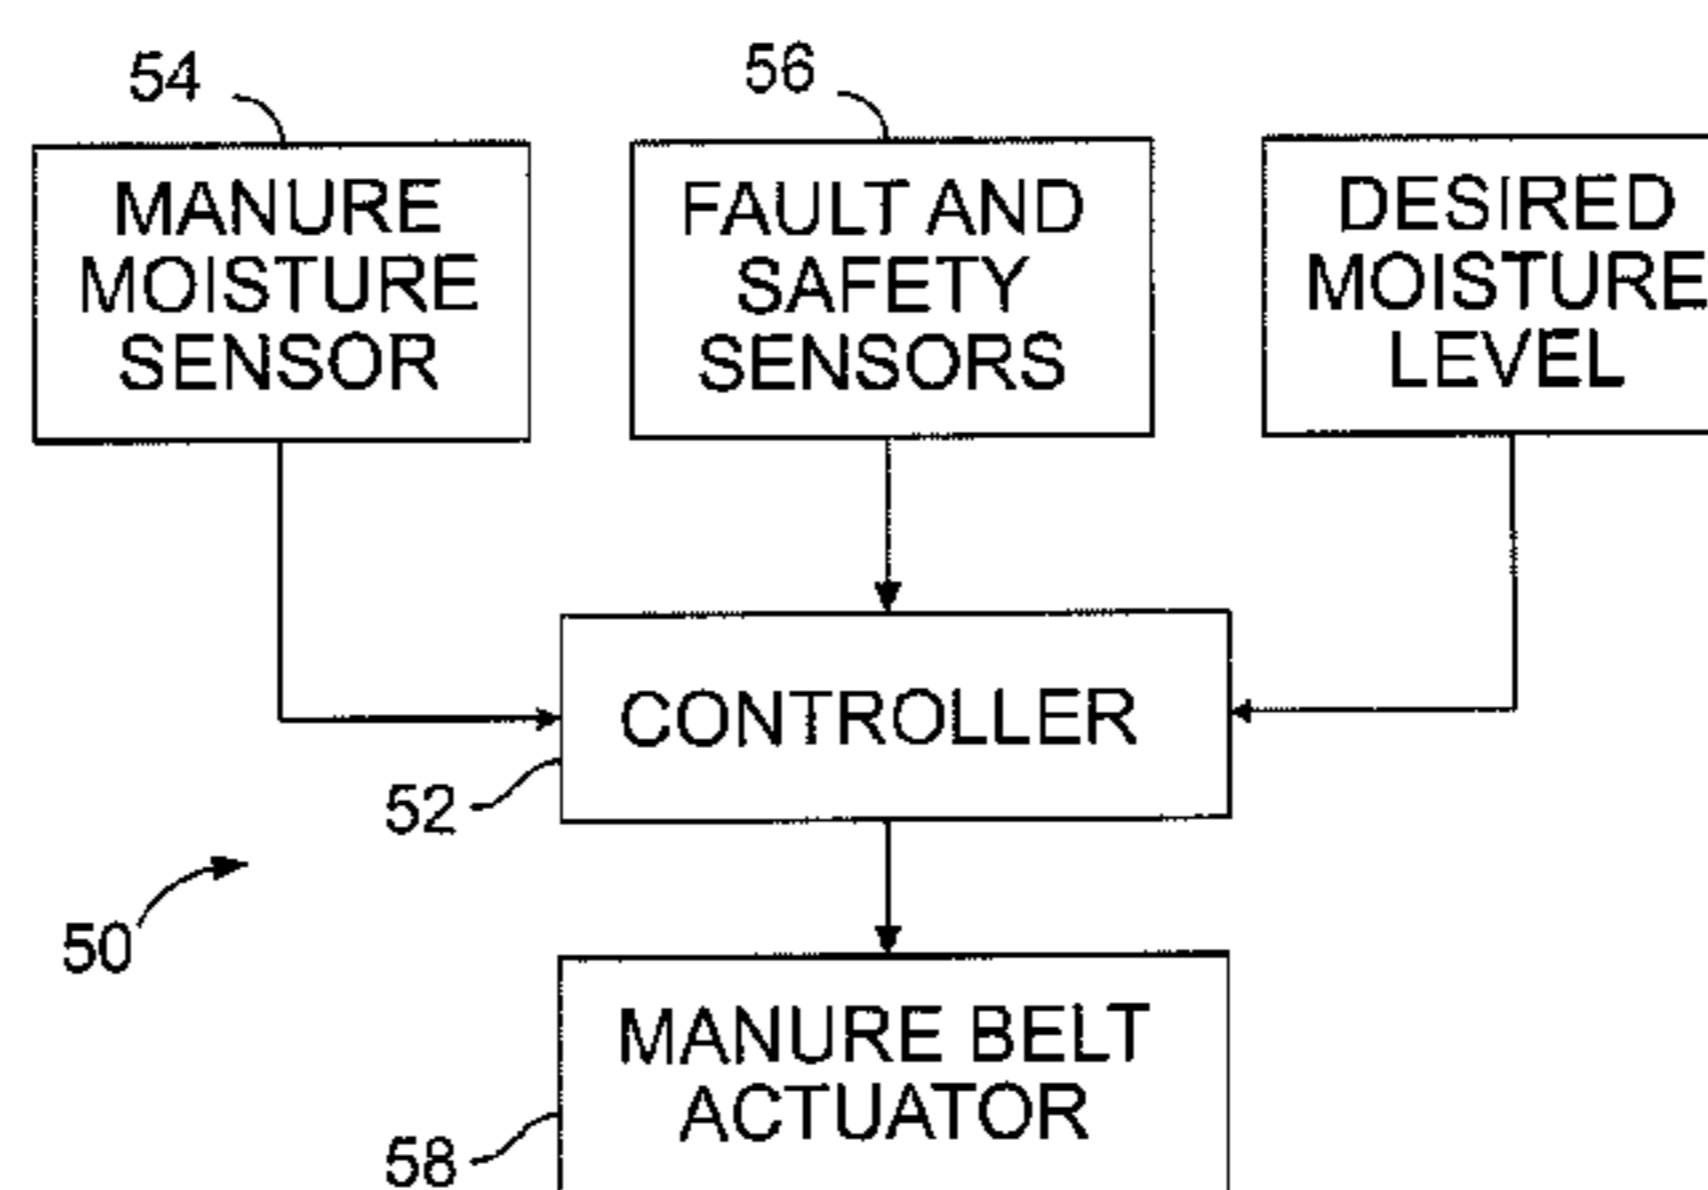 54
56
MANURE
MOISTURE
SENSOR
FAULT AND
SAFETY
SENSORS
DESIRED
MOISTURE
LEVEL
CONTROLLER
52
50
MANURE BELT
ACTUATOR
58